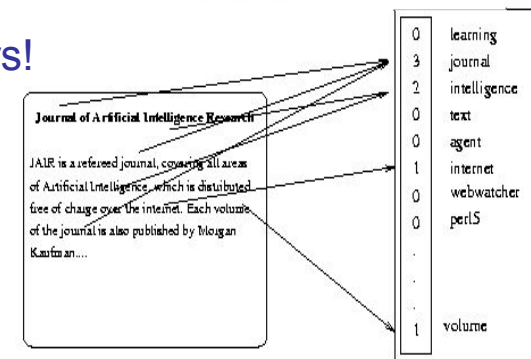 vs!
Journal of Artificial Intelligence Research
JAIR is a refereed journal, covering all areas
of Artificial Intelligence, which is distributed
free of charge over the internet. Each volume
of the journal is also published by Morgan
Kaufman....
0 learning
3 journal
2 intelligence
0 text
0 agent
1 internet
0 webwatcher
0 perl5
.
.
.
1 volume